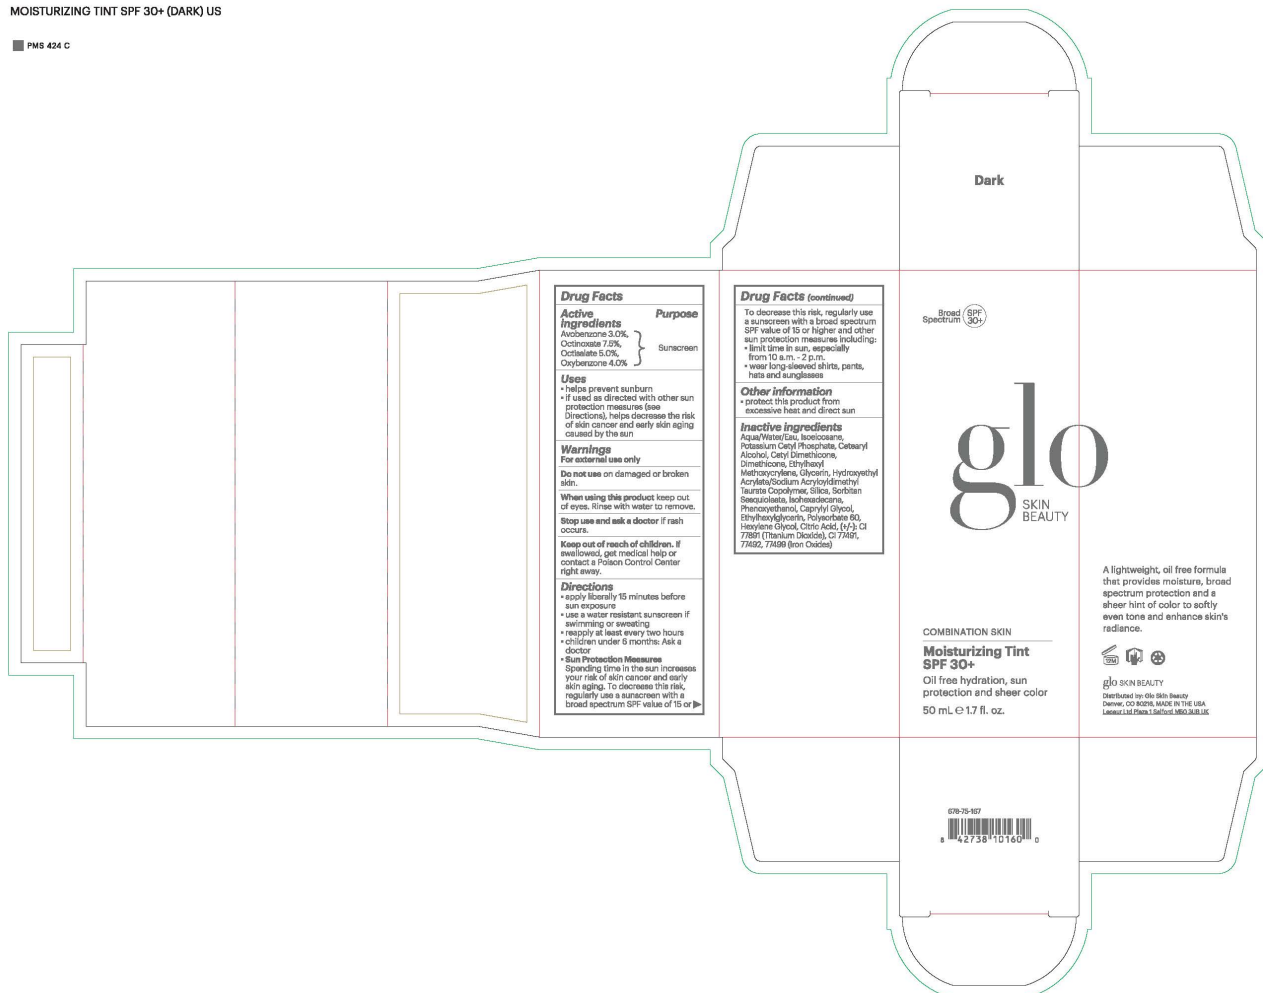 MOISTURIZING TINT SPF 30+ (DARK) US
PMS 424 C
Dark
Drug Facts
Active
ingredients
Purpose
Avobenzone 3.0%,
Octinoxate 7.5%,
Octisalate 5.0%,
Oxybenzone 4.0%
Sunscreen
Uses
▪ helps prevent sunburn
▪ if used as directed with other sun
protection measures (see
Directions), helps decrease the risk
of skin cancer and early skin aging
caused by the sun
Warnings
For external use only
Do not use on damaged or broken
skin.
When using this product keep out
of eyes. Rinse with water to remove.
Stop use and ask a doctor if rash
occurs.
Keep out of reach of children. If
swallowed, get medical help or
contact a Poison Control Center
right away.
Directions
▪ apply liberally 15 minutes before
sun exposure
▪ use a water resistant sunscreen if
swimming or sweating
▪ reapply at least every two hours
▪ children under 6 months: Ask a
doctor
▪ Sun Protection Measures
Spending time in the sun increases
your risk of skin cancer and early
skin aging. To decrease this risk,
regularly use a sunscreen with a
broad spectrum SPF value of 15 or ▶
Drug Facts (continued)
To decrease this risk, regularly use
a sunscreen with a broad spectrum
SPF value of 15 or higher and other
sun protection measures including:
▪ limit time in sun, especially
from 10 a.m. - 2 p.m.
▪ wear long-sleeved shirts, pants,
hats and sunglasses
Other information
▪ protect this product from
excessive heat and direct sun
Inactive ingredients
Aqua/Water/Eau, Isoeicosane,
Potassium Cetyl Phosphate, Cetearyl
Alcohol, Cetyl Dimethicone,
Dimethicone, Ethylhexyl
Methoxycrylene, Glycerin, Hydroxyethyl
Acrylate/Sodium Acryloyldimethyl
Taurate Copolymer, Silica, Sorbitan
Sesquioleate, Isohexadecane,
Phenoxyethanol, Caprylyl Glycol,
Ethylhexylglycerin, Polysorbate 60,
Hexylene Glycol, Citric Acid, (+/-): CI
77891 (Titanium Dioxide), CI 77491,
77492, 77499 (Iron Oxides)
Broad
Spectrum
SPF
30+
glo
SKIN
BEAUTY
COMBINATION SKIN
Moisturizing Tint
SPF 30+
Oil free hydration, sun
protection and sheer color
50 mL ℮ 1.7 fl. oz.
A lightweight, oil free formula
that provides moisture, broad
spectrum protection and a
sheer hint of color to softly
even tone and enhance skin's
radiance.
12M
glo SKIN BEAUTY
Distributed by: Glo Skin Beauty
Denver, CO 80216, MADE IN THE USA
Laceur Ltd Plaza 1 Salford M50 3UB UK
678-75-167
8 42738 10160 0